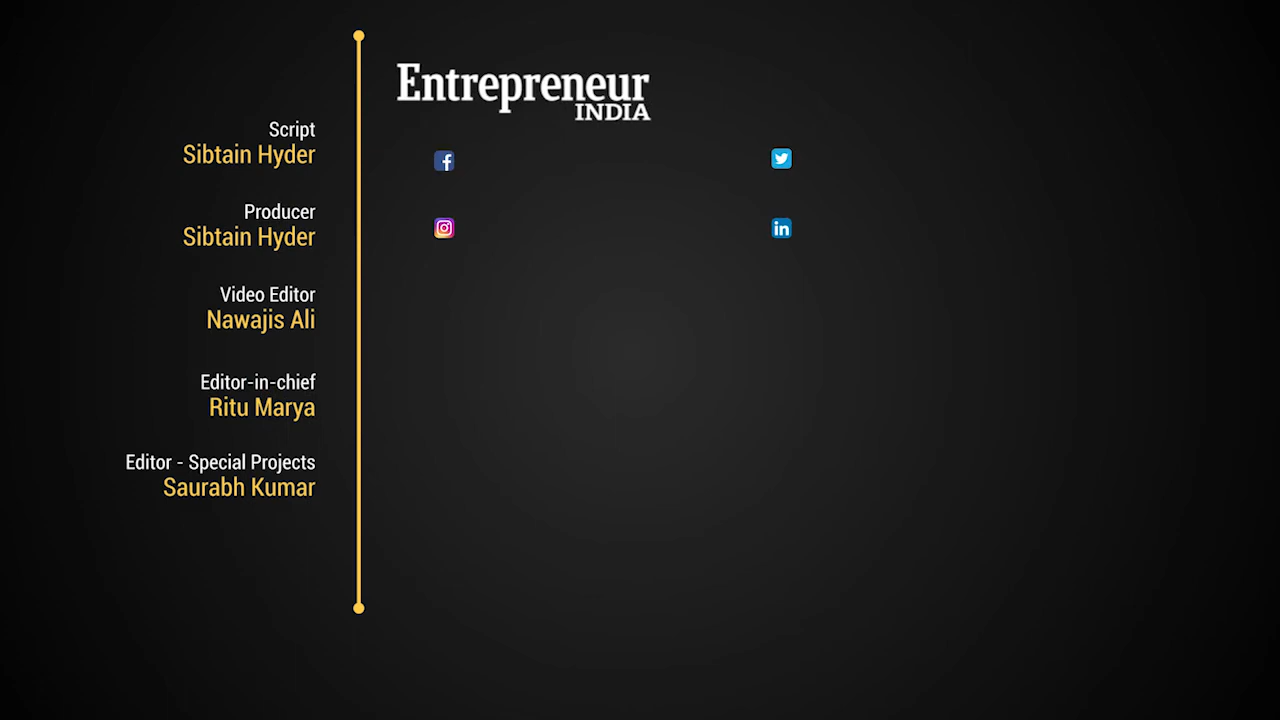 Script
Sibtain Hyder
Producer
Sibtain Hyder
Video Editor
Nawajis Ali
Editor-in-chief
Ritu Marya
Editor - Special Projects
Saurabh Kumar
Entrepreneur
INDIA